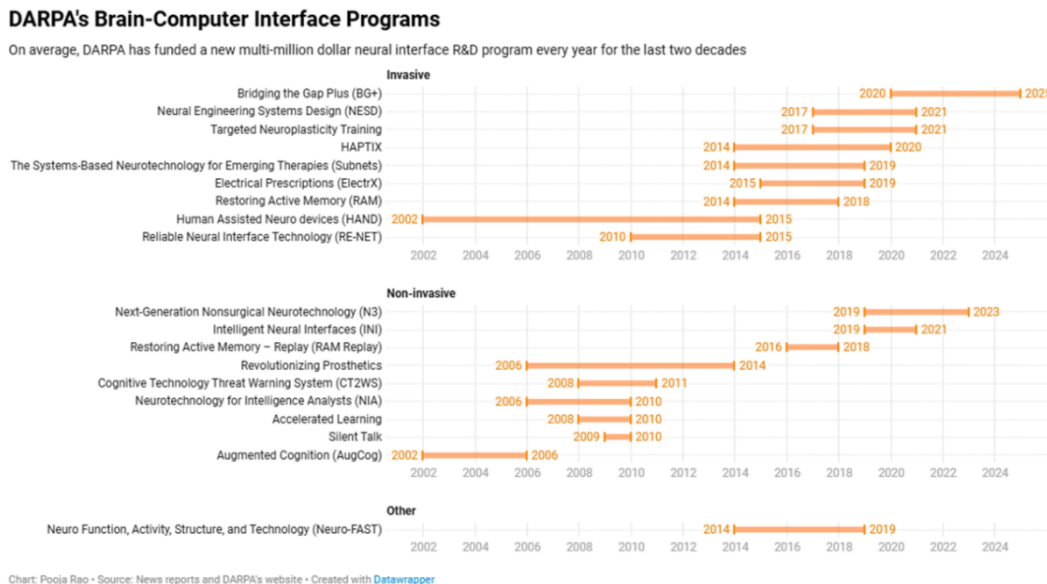 DARPA's Brain-Computer Interface Programs
On average, DARPA has funded a new multi-million dollar neural interface R&D program every year for the last two decades
Invasive
Bridging the Gap Plus (BG+) 2020 2025
Neural Engineering Systems Design (NESD) 2017 2021
Targeted Neuroplasticity Training 2017 2021
HAPTIX 2014 2020
The Systems-Based Neurotechnology for Emerging Therapies (Subnets) 2014 2019
Electrical Prescriptions (ElectrX) 2015 2019
Restoring Active Memory (RAM) 2014 2018
Human Assisted Neuro devices (HAND) 2002 2015
Reliable Neural Interface Technology (RE-NET) 2010 2015
2002 2004 2006 2008 2010 2012 2014 2016 2018 2020 2022 2024
Non-invasive
Next-Generation Nonsurgical Neurotechnology (N3) 2019 2023
Intelligent Neural Interfaces (INI) 2019 2021
Restoring Active Memory – Replay (RAM Replay) 2016 2018
Revolutionizing Prosthetics 2006 2014
Cognitive Technology Threat Warning System (CT2WS) 2008 2011
Neurotechnology for Intelligence Analysts (NIA) 2006 2010
Accelerated Learning 2008 2010
Silent Talk 2009 2010
Augmented Cognition (AugCog) 2002 2006
2002 2004 2006 2008 2010 2012 2014 2016 2018 2020 2022 2024
Other
Neuro Function, Activity, Structure, and Technology (Neuro-FAST) 2014 2019
2002 2004 2006 2008 2010 2012 2014 2016 2018 2020 2022 2024
Chart: Pooja Rao • Source: News reports and DARPA's website • Created with Datawrapper